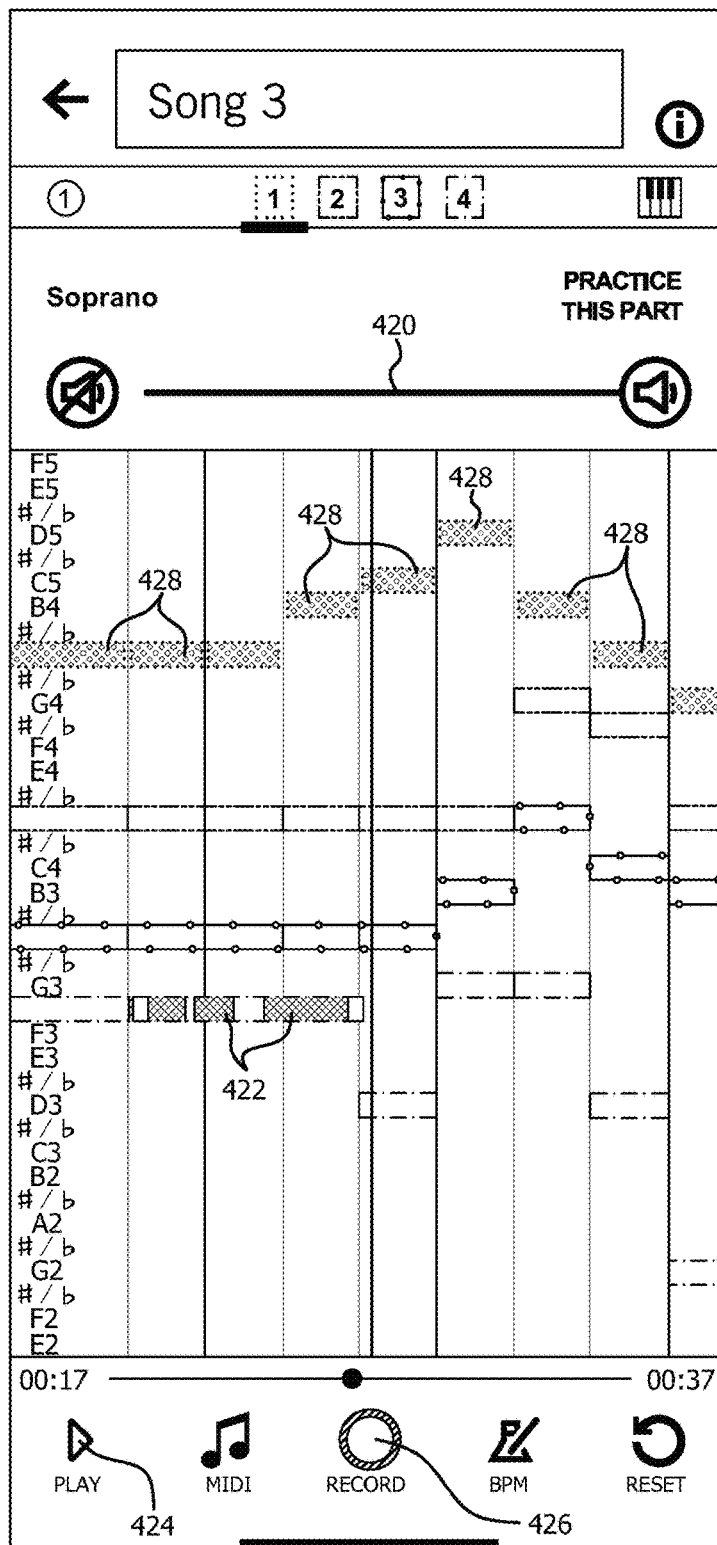 Song 3
i
1 1 2 3 4
Soprano
PRACTICE
THIS PART
420
F5
E5
♯ / ♭
D5
♯ / ♭
C5
B4
♯ / ♭
♯ / ♭
G4
♯ / ♭
F4
E4
♯ / ♭
♯ / ♭
C4
B3
♯ / ♭
♯ / ♭
G3
F3
E3
♯ / ♭
D3
♯ / ♭
C3
B2
♯ / ♭
A2
♯ / ♭
G2
♯ / ♭
F2
E2
428
428
428
428
422
00:17 00:37
PLAY MIDI RECORD BPM RESET
424 426